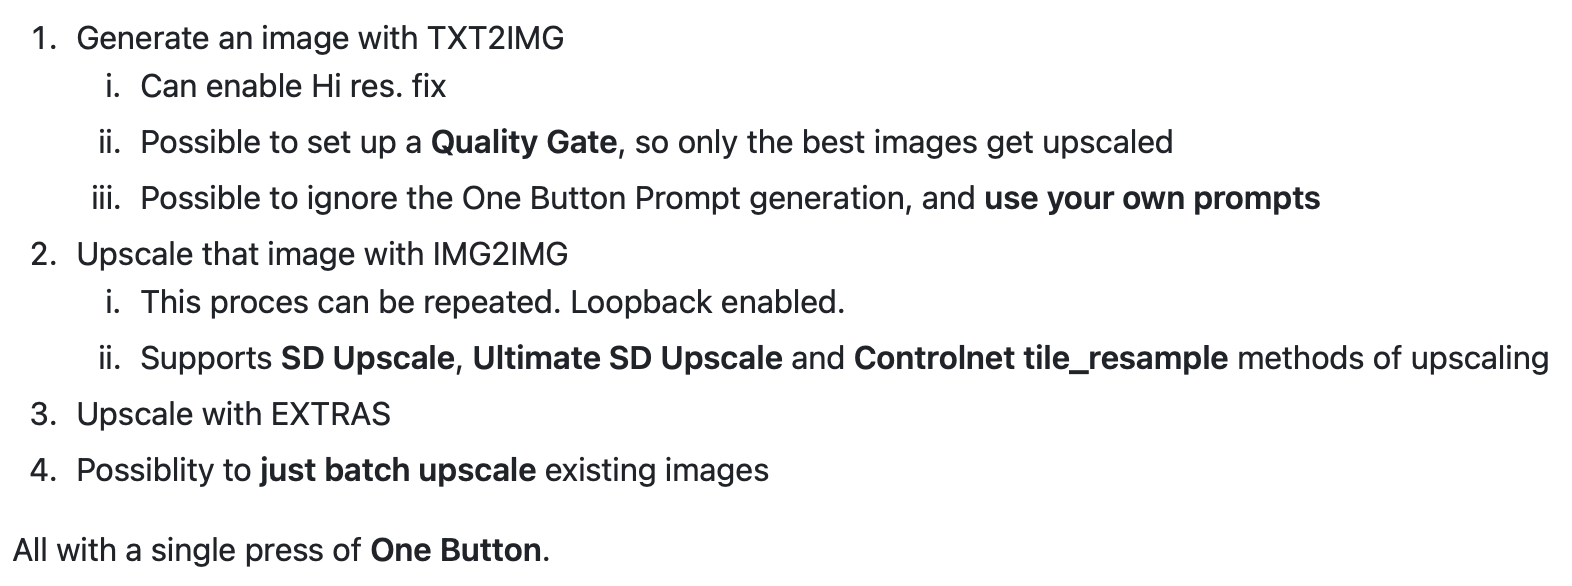 1. Generate an image with TXT2IMG
i. Can enable Hi res. fix
ii. Possible to set up a Quality Gate, so only the best images get upscaled
iii. Possible to ignore the One Button Prompt generation, and use your own prompts
2. Upscale that image with IMG2IMG
i. This proces can be repeated. Loopback enabled.
ii. Supports SD Upscale, Ultimate SD Upscale and Controlnet tile_resample methods of upscaling
3. Upscale with EXTRAS
4. Possiblity to just batch upscale existing images
All with a single press of One Button.